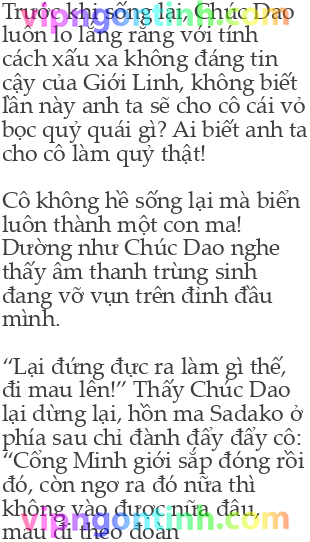 Trước khi sống lại, Chúc Dao
vipngontinh.com
luôn lo lắng rằng với tính
cách xấu xa không đáng tin
cậy của Giới Linh, không biết
lần này anh ta sẽ cho cô cái vỏ
bọc quỷ quái gì? Ai biết anh ta
cho cô làm quỷ thật!
Cô không hề sống lại mà biến
luôn thành một con ma!
Dường như Chúc Dao nghe
thấy âm thanh trùng sinh
đang vỡ vụn trên đỉnh đầu
mình.
“Lại đứng đực ra làm gì thế,
đi mau lên!” Thấy Chúc Dao
lại dừng lại, hồn ma Sadako ở
phía sau chỉ đành đẩy đẩy cô:
“Cổng Minh giới sắp đóng rồi
đó, còn ngơ ra đó nữa thì
không vào được nữa đâu,
vipngontinh.com
mau đi theo đoàn